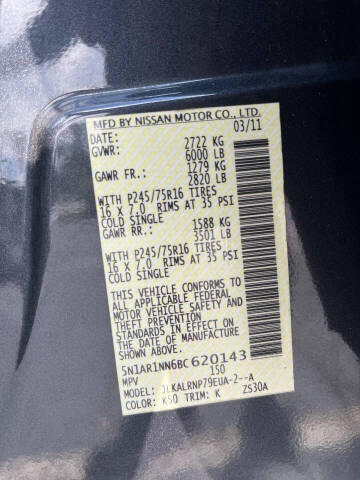 MFD BY NISSAN MOTOR CO., LTD.
DATE: 03/11
GVWR: 2722 KG
6000 LB
GAWR FR.: 1279 KG
2820 LB
WITH P245/75R16 TIRES
16 X 7.0 RIMS AT 35 PSI
COLD SINGLE
GAWR RR.: 1588 KG
3501 LB
WITH P245/75R16 TIRES
16 X 7.0 RIMS AT 35 PSI
COLD SINGLE
THIS VEHICLE CONFORMS TO
ALL APPLICABLE FEDERAL
MOTOR VEHICLE SAFETY
STANDARDS IN EFFECT ON
THE DATE OF MANUFACTURE
SHOWN ABOVE.
5N1AR1NN6BC620143
MPV 150
JLKALRNP79EUA-2--A
COLOR: K50 TRIM: K ZS30A